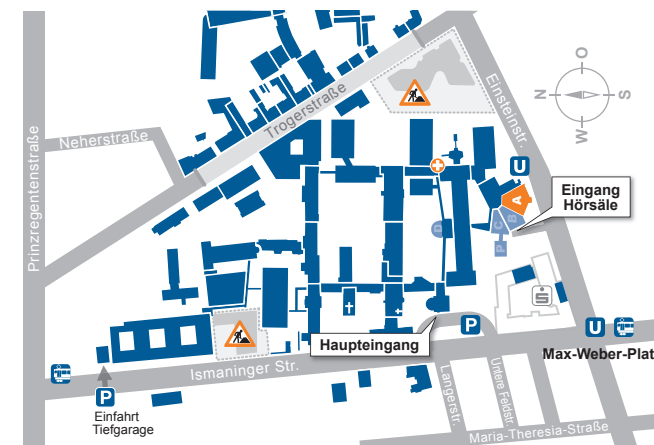 Prinzregentenstraße
Neherstraße
Trogerstraße
Einsteinstr.
O
N
S
W
U
A
B
C
P
D
Eingang
Hörsäle
S
Haupteingang
P
U
Max-Weber-Plat
Ismaninger Str.
P
Einfahrt
Tiefgarage
Langerstr.
Untere Feldstr.
Maria-Theresia-Straße